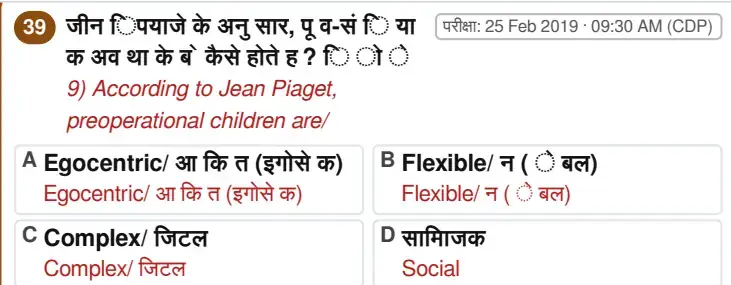 39 जीन िपयाजे के अनु सार, पू व-सं ि या परीक्षा: 25 Feb 2019 · 09:30 AM (CDP)
क अव था के ब े कैसे होते ह ? ि ो े
9) According to Jean Piaget,
preoperational children are/
A Egocentric/ आ कि त (इगोसे क) B Flexible/ न ( े बल)
Egocentric/ आ कि त (इगोसे क) Flexible/ न ( े बल)
C Complex/ जिटल D सामािजक
Complex/ जिटल Social